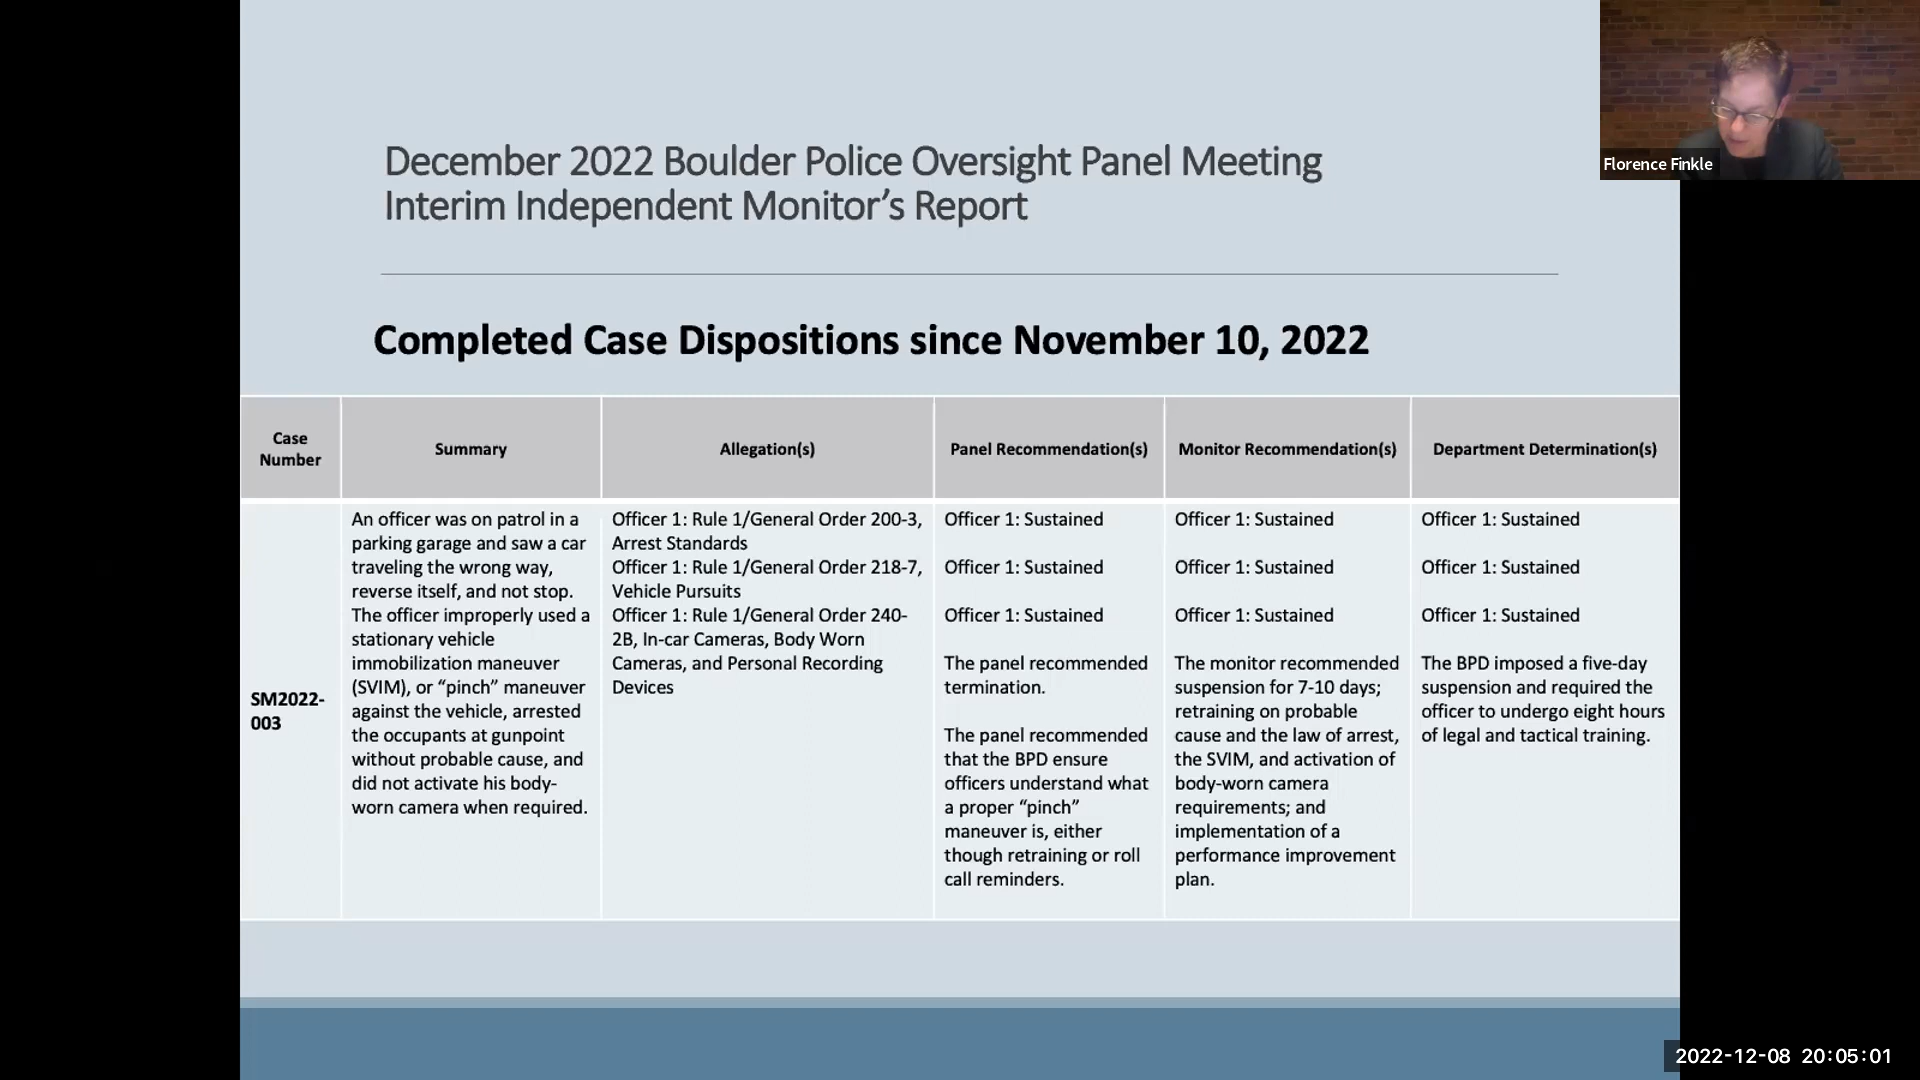 December 2022 Boulder Police Oversight Panel Meeting
Interim Independent Monitor’s Report
Florence Finkle
Completed Case Dispositions since November 10, 2022
Case
Number
Summary
Allegation(s)
Panel Recommendation(s)
Monitor Recommendation(s)
Department Determination(s)
SM2022-
003
An officer was on patrol in a
parking garage and saw a car
traveling the wrong way,
reverse itself, and not stop.
The officer improperly used a
stationary vehicle
immobilization maneuver
(SVIM), or “pinch” maneuver
against the vehicle, arrested
the occupants at gunpoint
without probable cause, and
did not activate his body-
worn camera when required.
Officer 1: Rule 1/General Order 200-3,
Arrest Standards
Officer 1: Rule 1/General Order 218-7,
Vehicle Pursuits
Officer 1: Rule 1/General Order 240-
2B, In-car Cameras, Body Worn
Cameras, and Personal Recording
Devices
Officer 1: Sustained
Officer 1: Sustained
Officer 1: Sustained
The panel recommended
termination.
The panel recommended
that the BPD ensure
officers understand what
a proper “pinch”
maneuver is, either
though retraining or roll
call reminders.
Officer 1: Sustained
Officer 1: Sustained
Officer 1: Sustained
The monitor recommended
suspension for 7-10 days;
retraining on probable
cause and the law of arrest,
the SVIM, and activation of
body-worn camera
requirements; and
implementation of a
performance improvement
plan.
Officer 1: Sustained
Officer 1: Sustained
Officer 1: Sustained
The BPD imposed a five-day
suspension and required the
officer to undergo eight hours
of legal and tactical training.
2022-12-08 20:05:01